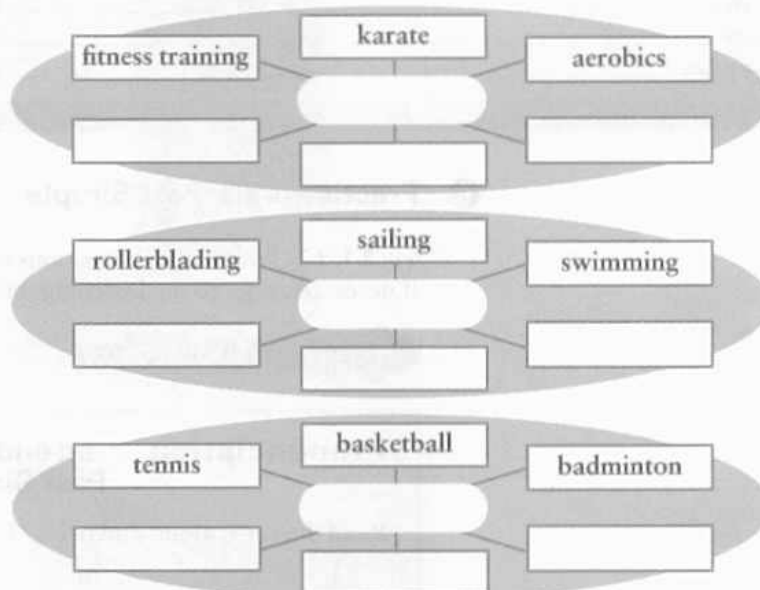 karate
fitness training
aerobics
sailing
rollerblading
swimming
basketball
tennis
badminton